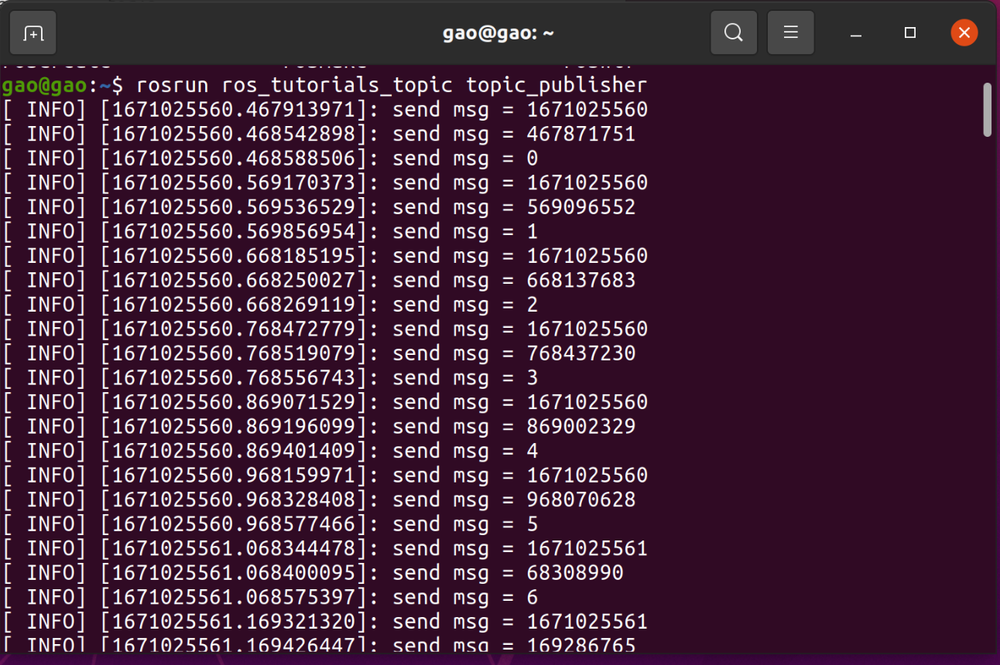 gao@gao: ~
gao@gao:~$ rosrun ros_tutorials_topic topic_publisher
[ INFO] [1671025560.467913971]: send msg = 1671025560
[ INFO] [1671025560.468542898]: send msg = 467871751
[ INFO] [1671025560.468588506]: send msg = 0
[ INFO] [1671025560.569170373]: send msg = 1671025560
[ INFO] [1671025560.569536529]: send msg = 569096552
[ INFO] [1671025560.569856954]: send msg = 1
[ INFO] [1671025560.668185195]: send msg = 1671025560
[ INFO] [1671025560.668250027]: send msg = 668137683
[ INFO] [1671025560.668269119]: send msg = 2
[ INFO] [1671025560.768472779]: send msg = 1671025560
[ INFO] [1671025560.768519079]: send msg = 768437230
[ INFO] [1671025560.768556743]: send msg = 3
[ INFO] [1671025560.869071529]: send msg = 1671025560
[ INFO] [1671025560.869196099]: send msg = 869002329
[ INFO] [1671025560.869401409]: send msg = 4
[ INFO] [1671025560.968159971]: send msg = 1671025560
[ INFO] [1671025560.968328408]: send msg = 968070628
[ INFO] [1671025560.968577466]: send msg = 5
[ INFO] [1671025561.068344478]: send msg = 1671025561
[ INFO] [1671025561.068400095]: send msg = 68308990
[ INFO] [1671025561.068575397]: send msg = 6
[ INFO] [1671025561.169321320]: send msg = 1671025561
[ INFO] [1671025561.169426447]: send msg = 169286765